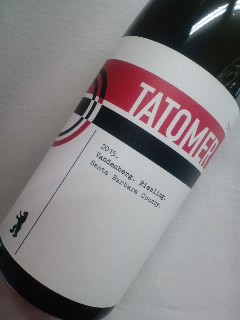 TATOMER
2015.
Vandenberg. Riesling.
Santa Barbara County.